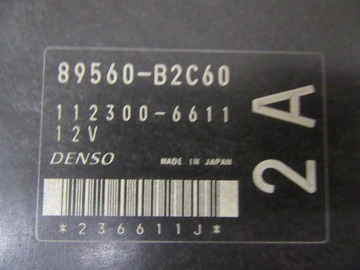 89560-B2C60
112300-6611
12V
DENSO MADE IN JAPAN
*236611J*
2A